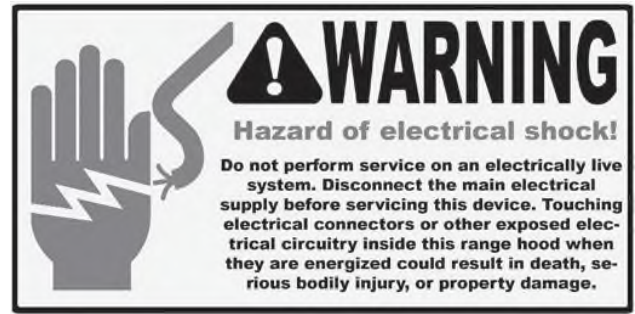 WARNING
Hazard of electrical shock!
Do not perform service on an electrically live
system. Disconnect the main electrical
supply before servicing this device. Touching
electrical connectors or other exposed elec-
trical circuitry inside this range hood when
they are energized could result in death, se-
rious bodily injury, or property damage.